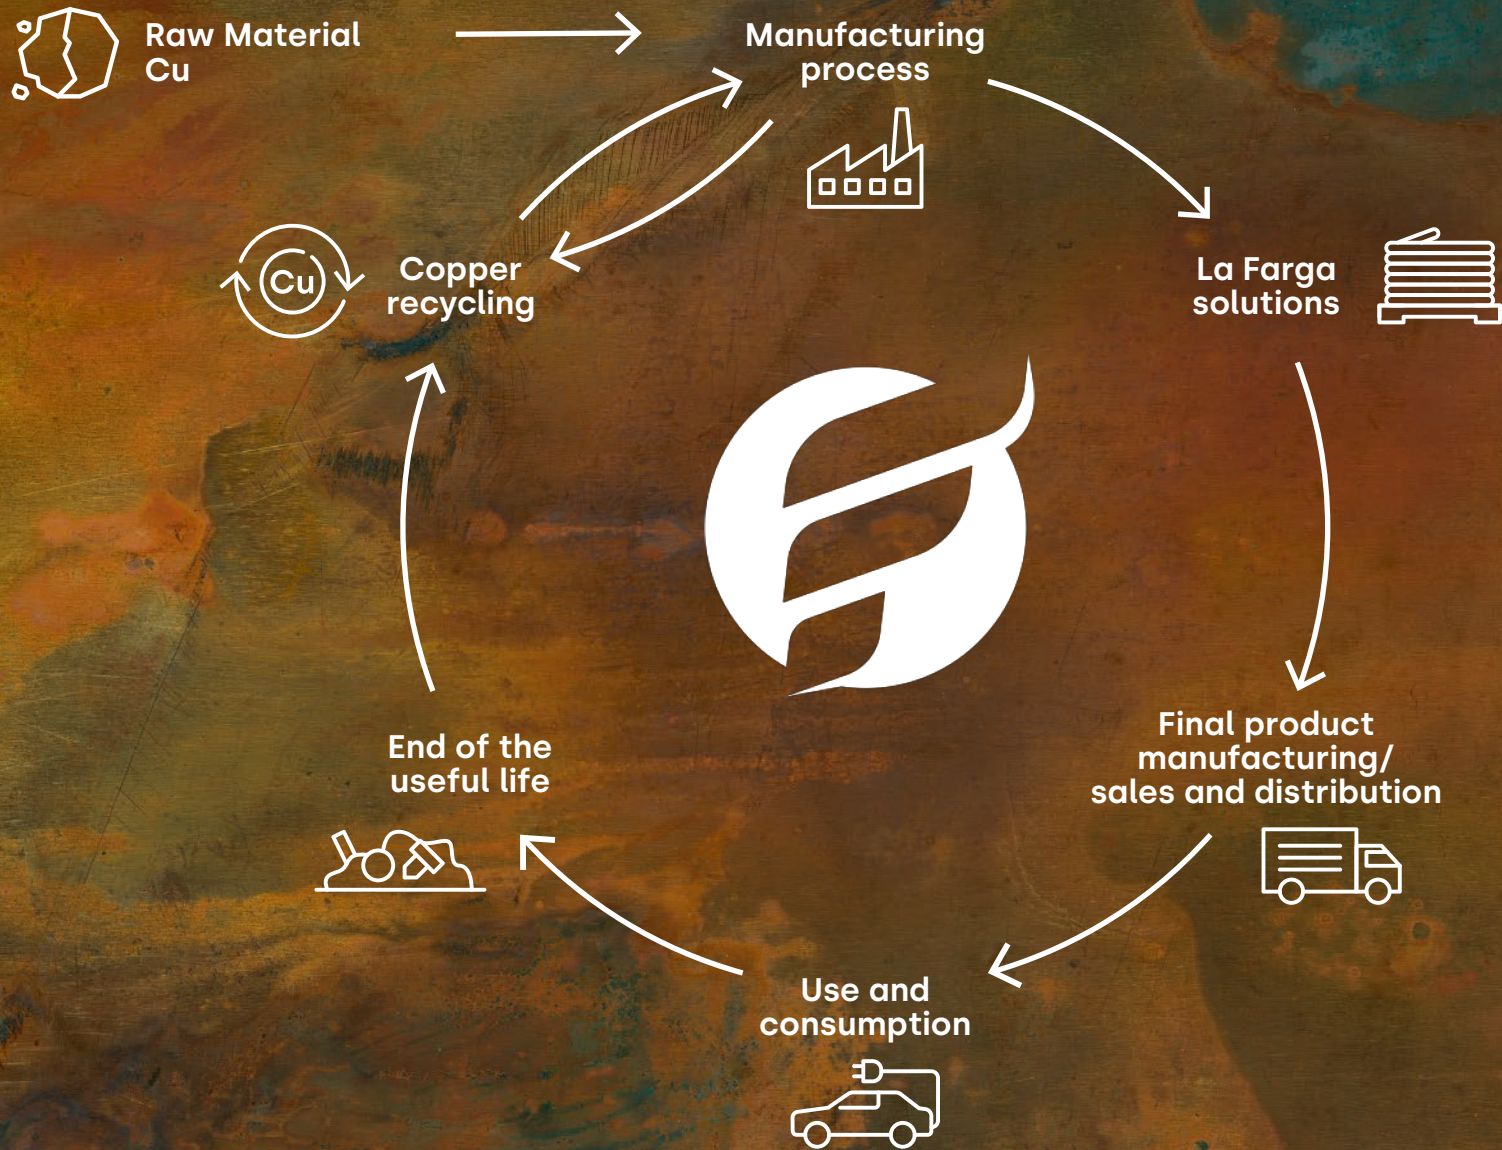 Raw Material
Cu
Manufacturing
process
Cu
Copper
recycling
La Farga
solutions
End of the
useful life
Final product
manufacturing/
sales and distribution
Use and
consumption